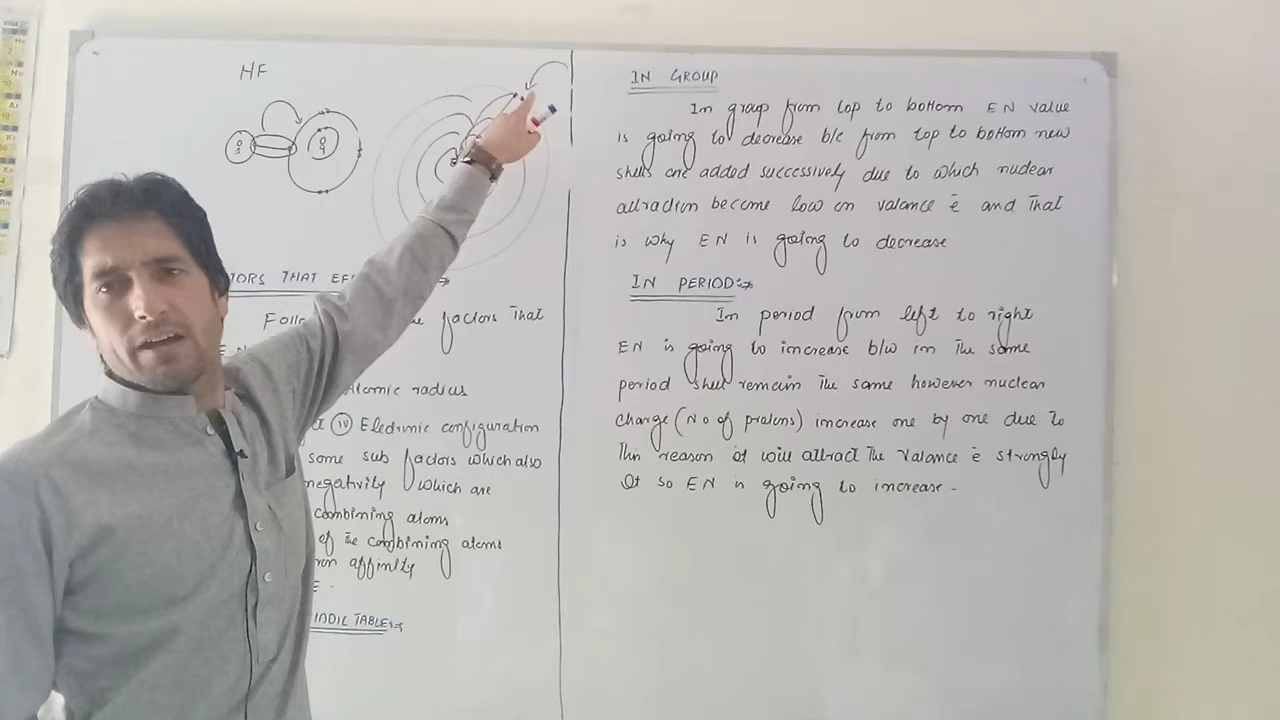 HF
TORS THAT EF
Follo
factors that
Atomic radius
(iv) Electronic configuration
some sub factors which also
negativity which are
combining atoms
of the combining atoms
ron affinity
E.
IODIC TABLE:→
IN GROUP
In group from top to bottom EN value
is going to decrease b/c from top to bottom new
shells are added successively due to which nuclear
attraction become low on valance ē and that
is why EN is going to decrease
IN PERIOD:→
In period from left to right
EN is going to increase b/w in the same
period shell remain the same however nuclear
charge (No of protons) increase one by one due to
this reason it will attract the valance ē strongly
so EN is going to increase -